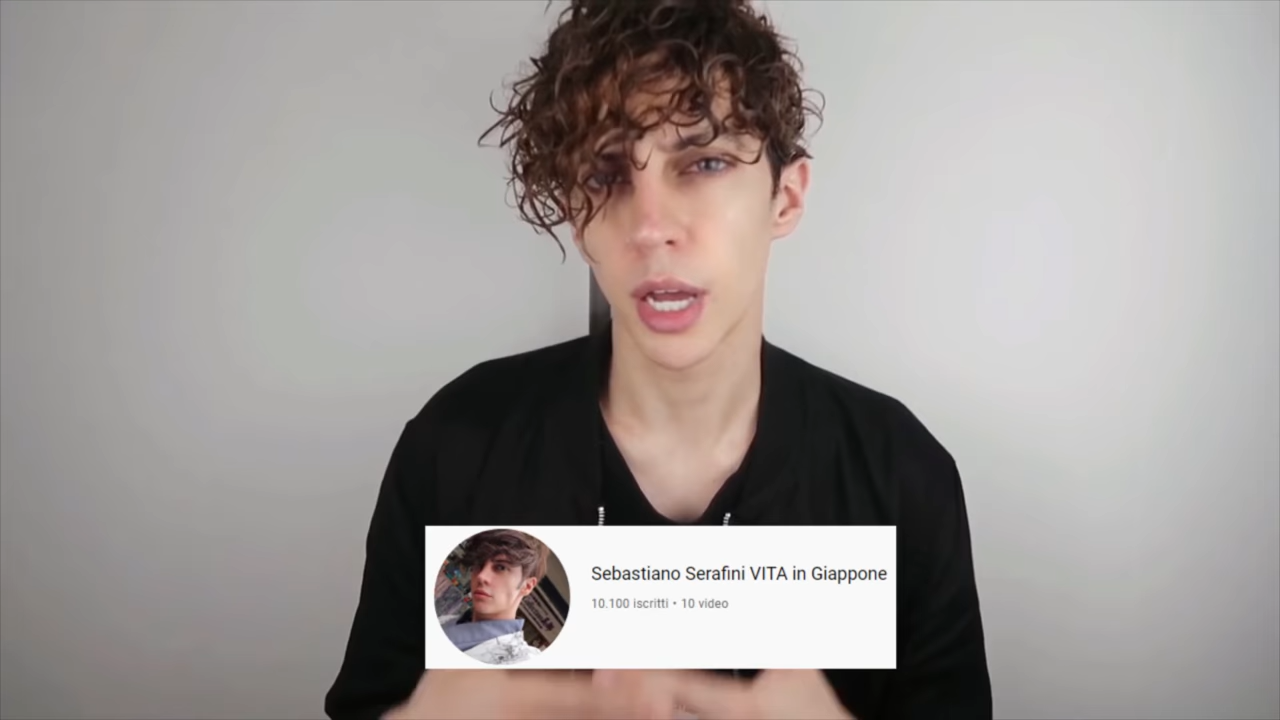 Sebastiano Serafini VITA in Giappone
10.100 iscritti • 10 video